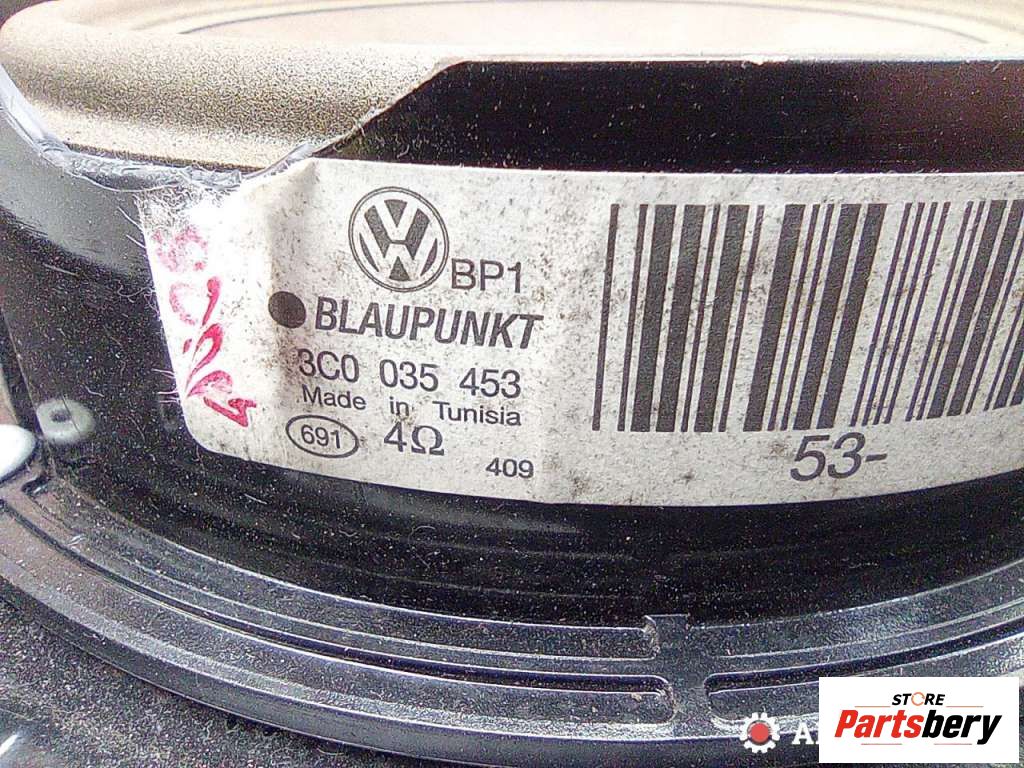 BP1
BLAUPUNKT
3C0 035 453
Made in Tunisia
691 4Ω 409
53-
STORE
Partsbery